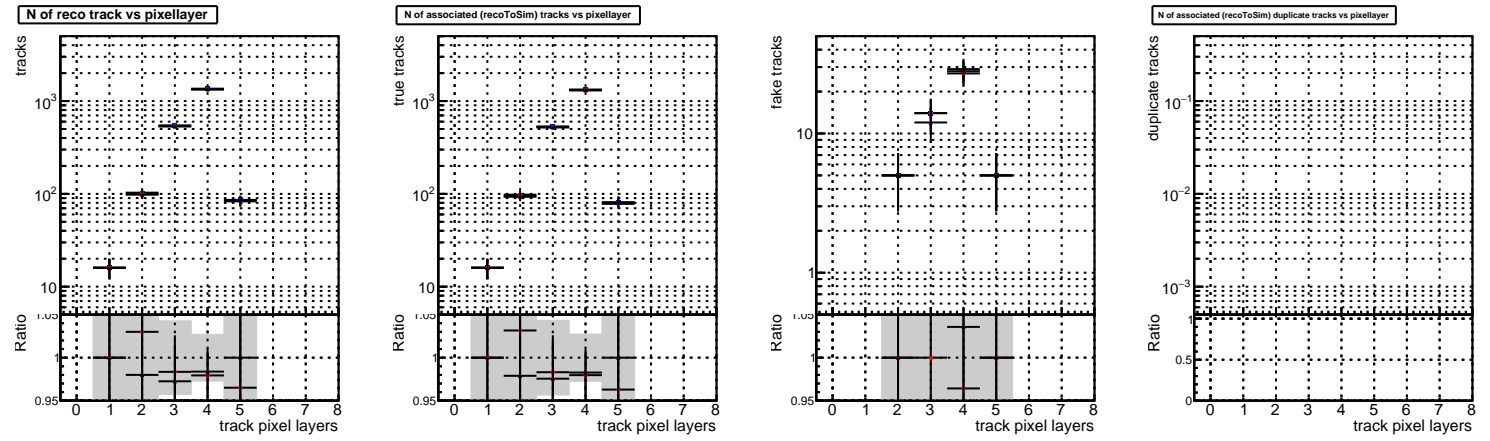 N of reco track vs pixellayer
tracks
10³
10²
10
Ratio
1.05
1
0.95
0 1 2 3 4 5 6 7 8
track pixel layers
N of associated (recoToSim) tracks vs pixellayer
true tracks
10³
10²
10
Ratio
1.05
1
0.95
0 1 2 3 4 5 6 7 8
track pixel layers
fake tracks
10
1
Ratio
1.05
1
0.95
0 1 2 3 4 5 6 7 8
track pixel layers
N of associated (recoToSim) duplicate tracks vs pixellayer
duplicate tracks
10⁻¹
10⁻²
10⁻³
Ratio
1
0.5
0
0 1 2 3 4 5 6 7 8
track pixel layers